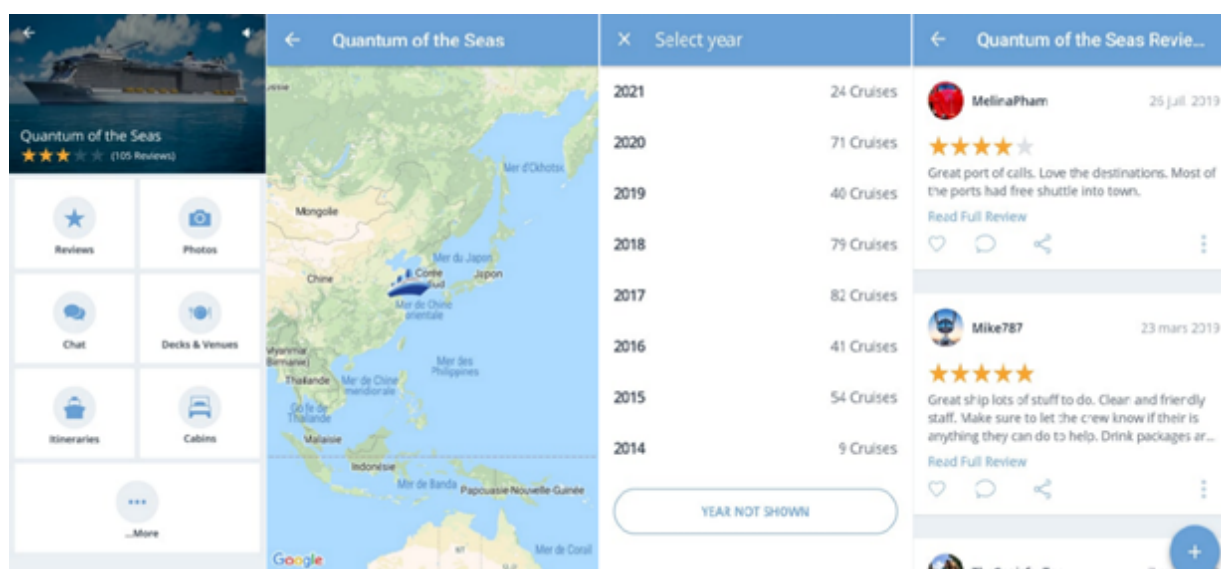 Quantum of the Seas
(105 Reviews)
Reviews
Photos
Chat
Decks & Venues
Itineraries
Cabins
...More
Quantum of the Seas
Mer d'Okhotsk
Mongolie
Mer du Japon
Chine
Corée
Japon
Mer de Chine
orientale
Myanmar
(Birmanie)
Mer des
Philippines
Thaïlande
Mer de Chine
méridionale
Golfe de
Thaïlande
Malaisie
Indonésie
Mer de Banda
Papouasie-Nouvelle-Guinée
NT
Mer de Corail
Google
Select year
2021 24 Cruises
2020 71 Cruises
2019 40 Cruises
2018 79 Cruises
2017 82 Cruises
2016 41 Cruises
2015 54 Cruises
2014 9 Cruises
YEAR NOT SHOWN
Quantum of the Seas Revie...
MelinaPham 26 juil. 2019
Great port of calls. Love the destinations. Most of
the ports had free shuttle into town.
Read Full Review
Mike787 23 mars 2019
Great ship lots of stuff to do. Clean and friendly
staff. Make sure to let the crew know if their is
anything they can do to help. Drink packages ar...
Read Full Review